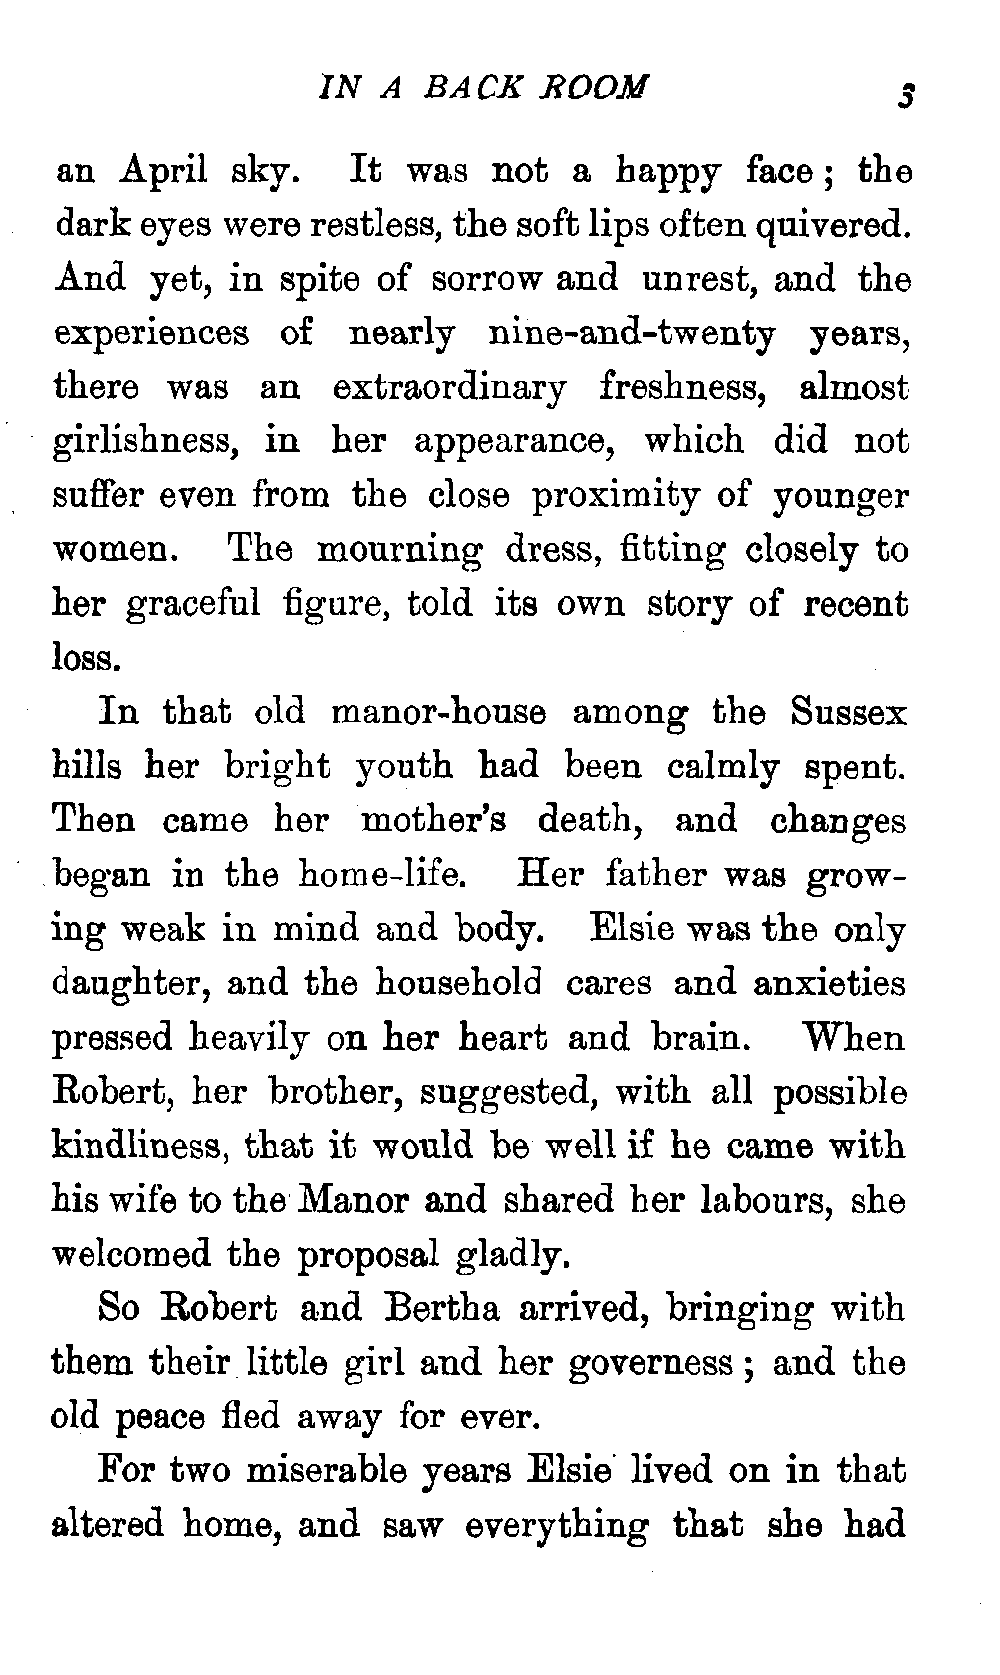 IN A BACK ROOM 3
an April sky. It was not a happy face ; the
dark eyes were restless, the soft lips often quivered.
And yet, in spite of sorrow and unrest, and the
experiences of nearly nine-and-twenty years,
there was an extraordinary freshness, almost
girlishness, in her appearance, which did not
suffer even from the close proximity of younger
women. The mourning dress, fitting closely to
her graceful figure, told its own story of recent
loss.
In that old manor-house among the Sussex
hills her bright youth had been calmly spent.
Then came her mother's death, and changes
began in the home-life. Her father was grow-
ing weak in mind and body. Elsie was the only
daughter, and the household cares and anxieties
pressed heavily on her heart and brain. When
Robert, her brother, suggested, with all possible
kindliness, that it would be well if he came with
his wife to the Manor and shared her labours, she
welcomed the proposal gladly.
So Robert and Bertha arrived, bringing with
them their little girl and her governess ; and the
old peace fled away for ever.
For two miserable years Elsie lived on in that
altered home, and saw everything that she had